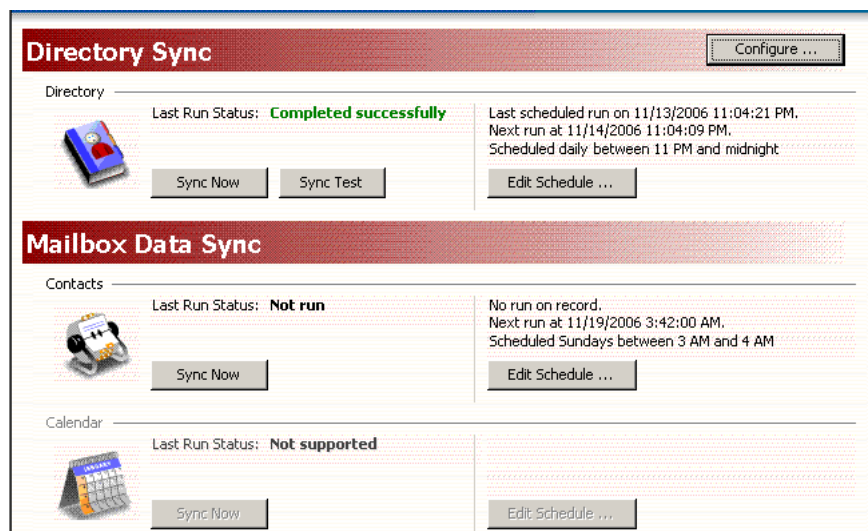 Directory Sync
Configure ...
Directory
Last Run Status: Completed successfully
Last scheduled run on 11/13/2006 11:04:21 PM.
Next run at 11/14/2006 11:04:09 PM.
Scheduled daily between 11 PM and midnight
Sync Now
Sync Test
Edit Schedule ...
Mailbox Data Sync
Contacts
Last Run Status: Not run
No run on record.
Next run at 11/19/2006 3:42:00 AM.
Scheduled Sundays between 3 AM and 4 AM
Sync Now
Edit Schedule ...
Calendar
Last Run Status: Not supported
JANUARY
Sync Now
Edit Schedule ...